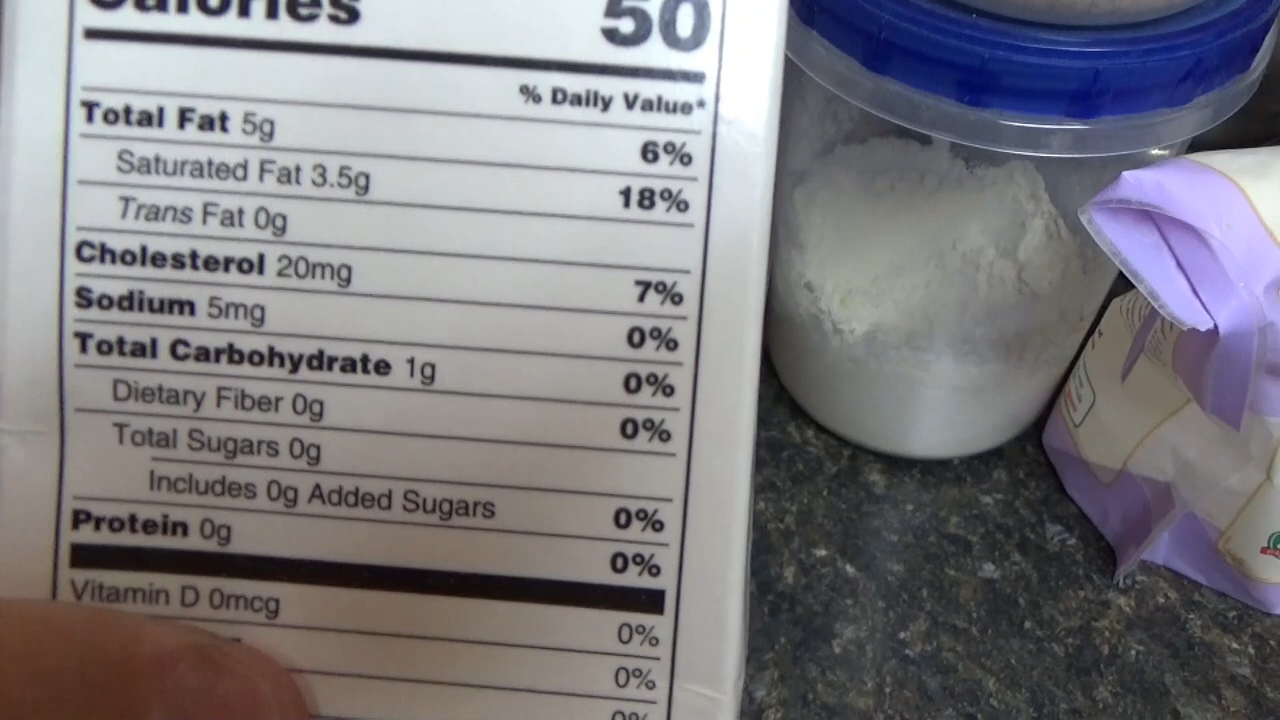 Calories 50
% Daily Value*
Total Fat 5g 6%
Saturated Fat 3.5g 18%
Trans Fat 0g
Cholesterol 20mg 7%
Sodium 5mg 0%
Total Carbohydrate 1g 0%
Dietary Fiber 0g 0%
Total Sugars 0g
Includes 0g Added Sugars 0%
Protein 0g 0%
Vitamin D 0mcg 0%
0%
0%